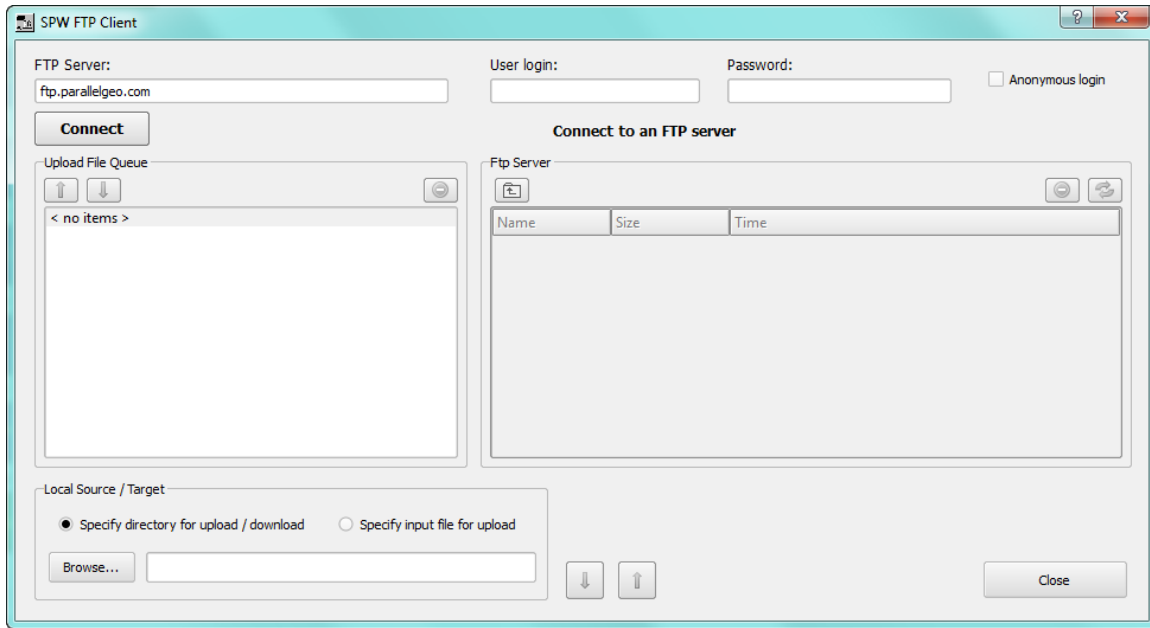 SPW FTP Client
FTP Server:
User login:
Password:
ftp.parallelgeo.com
Anonymous login
Connect
Connect to an FTP server
Upload File Queue
Ftp Server
< no items >
Name Size Time
Local Source / Target
Specify directory for upload / download
Specify input file for upload
Browse...
Close